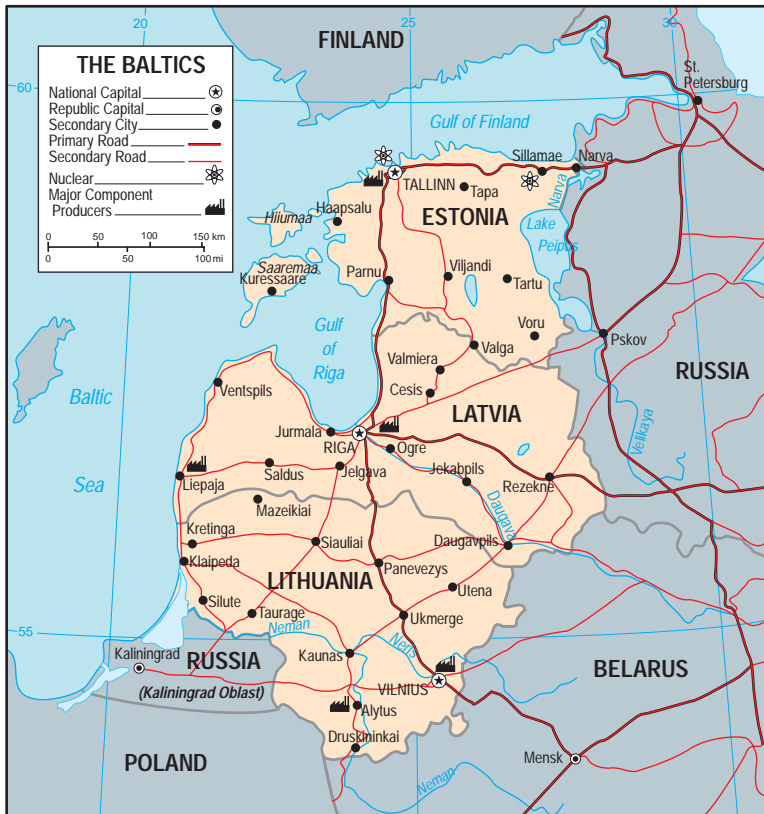 20
25
30
FINLAND
60
THE BALTICS
National Capital
Republic Capital
Secondary City
Primary Road
Secondary Road
Nuclear
Major Component
Producers
0 50 100 150 km
0 50 100 mi
St.
Petersburg
Gulf of Finland
Sillamae
Narva
TALLINN
Tapa
Narva
Haapsalu
Hiiumaa
ESTONIA
Lake
Peipus
Saaremaa
Kuressaare
Parnu
Viljandi
Tartu
Gulf
of
Riga
Voru
Pskov
Valga
Valmiera
Cesis
RUSSIA
Ventspils
Baltic
Sea
LATVIA
Velikaya
Jurmala
RIGA
Ogre
Jekabpils
Rezekne
Liepaja
Saldus
Jelgava
Mazeikiai
Daugava
Kretinga
Siauliai
Daugavpils
Klaipeda
Panevezys
LITHUANIA
Utena
Silute
Taurage
Ukmerge
55
Neman
Neris
Kaliningrad
RUSSIA
(Kaliningrad Oblast)
Kaunas
VILNIUS
BELARUS
Alytus
Druskininkai
POLAND
Mensk
Neman